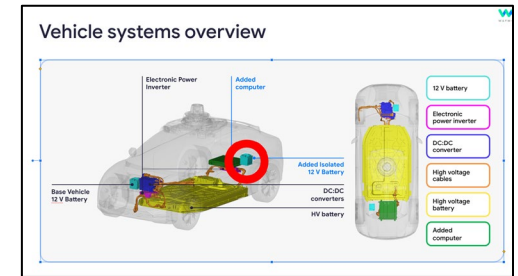 Vehicle systems overview
Electronic Power
Inverter
Added
computer
Added Isolated
12 V Battery
Base Vehicle
12 V Battery
DC:DC
converters
HV battery
12 V battery
Electronic
power inverter
DC:DC
converter
High voltage
cables
High voltage
battery
Added
computer